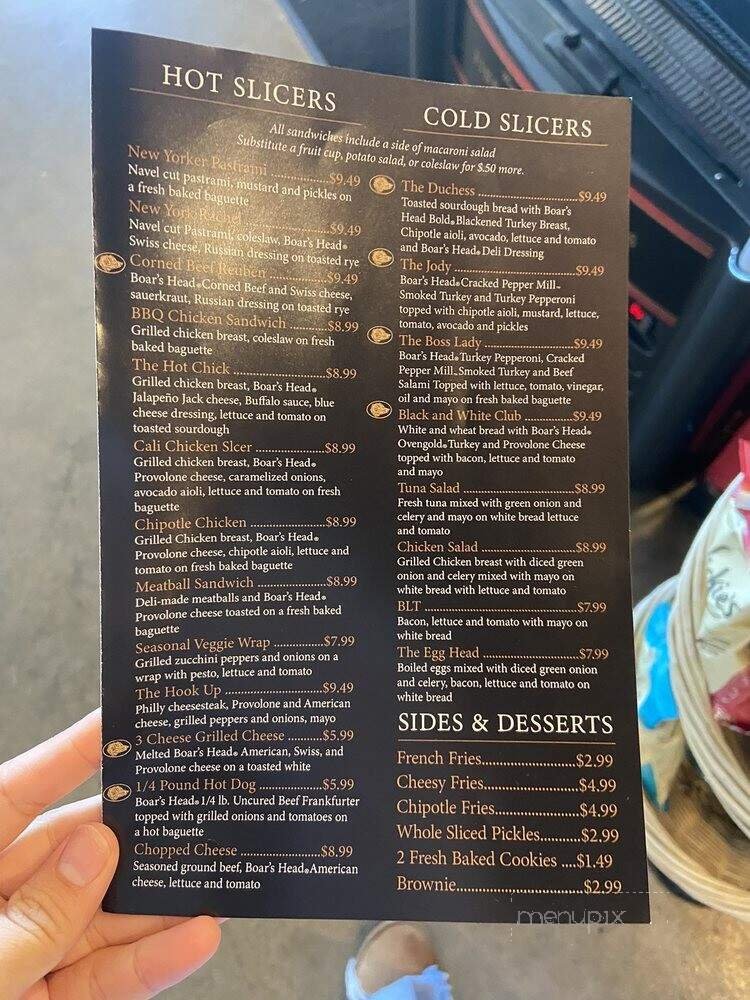 HOT SLICERS
COLD SLICERS
All sandwiches include a side of macaroni salad
Substitute a fruit cup, potato salad, or coleslaw for $.50 more.
New Yorker Pastrami ..................$9.49
Navel cut pastrami, mustard and pickles on
a fresh baked baguette
New York Rachel ..................$9.49
Navel cut Pastrami, coleslaw, Boar's Head®
Swiss cheese, Russian dressing on toasted rye
Corned Beef Reuben ..................$9.49
Boar's Head® Corned Beef and Swiss cheese,
sauerkraut, Russian dressing on toasted rye
BBQ Chicken Sandwich ..................$8.99
Grilled chicken breast, coleslaw on fresh
baked baguette
The Hot Chick ..................$8.99
Grilled chicken breast, Boar's Head®
Jalapeño Jack cheese, Buffalo sauce, blue
cheese dressing, lettuce and tomato on
toasted sourdough
Cali Chicken Slcer ..................$8.99
Grilled chicken breast, Boar's Head®
Provolone cheese, caramelized onions,
avocado aioli, lettuce and tomato on fresh
baguette
Chipotle Chicken ..................$8.99
Grilled Chicken breast, Boar's Head®
Provolone cheese, chipotle aioli, lettuce and
tomato on fresh baked baguette
Meatball Sandwich ..................$8.99
Deli-made meatballs and Boar's Head®
Provolone cheese toasted on a fresh baked
baguette
Seasonal Veggie Wrap ..................$7.99
Grilled zucchini peppers and onions on a
wrap with pesto, lettuce and tomato
The Hook Up ..................$9.49
Philly cheesesteak, Provolone and American
cheese, grilled peppers and onions, mayo
3 Cheese Grilled Cheese ..........$5.99
Melted Boar's Head® American, Swiss, and
Provolone cheese on a toasted white
1/4 Pound Hot Dog ..................$5.99
Boar's Head® 1/4 lb. Uncured Beef Frankfurter
topped with grilled onions and tomatoes on
a hot baguette
Chopped Cheese ..................$8.99
Seasoned ground beef, Boar's Head® American
cheese, lettuce and tomato
The Duchess ..................$9.49
Toasted sourdough bread with Boar's
Head Bold® Blackened Turkey Breast,
Chipotle aioli, avocado, lettuce and tomato
and Boar's Head® Deli Dressing
The Jody ..................$9.49
Boar's Head® Cracked Pepper Mill™
Smoked Turkey and Turkey Pepperoni
topped with chipotle aioli, mustard, lettuce,
tomato, avocado and pickles
The Boss Lady ..................$9.49
Boar's Head® Turkey Pepperoni, Cracked
Pepper Mill™ Smoked Turkey and Beef
Salami Topped with lettuce, tomato, vinegar,
oil and mayo on fresh baked baguette
Black and White Club ..............$9.49
White and wheat bread with Boar's Head®
Ovengold® Turkey and Provolone Cheese
topped with bacon, lettuce and tomato
and mayo
Tuna Salad ..................$8.99
Fresh tuna mixed with green onion and
celery and mayo on white bread lettuce
and tomato
Chicken Salad ..................$8.99
Grilled Chicken breast with diced green
onion and celery mixed with mayo on
white bread with lettuce and tomato
BLT ..................$7.99
Bacon, lettuce and tomato with mayo on
white bread
The Egg Head ..................$7.99
Boiled eggs mixed with diced green onion
and celery, bacon, lettuce and tomato on
white bread
SIDES & DESSERTS
French Fries..................$2.99
Cheesy Fries..................$4.99
Chipotle Fries..................$4.99
Whole Sliced Pickles..........$2.99
2 Fresh Baked Cookies ....$1.49
Brownie..................$2.99
menupix